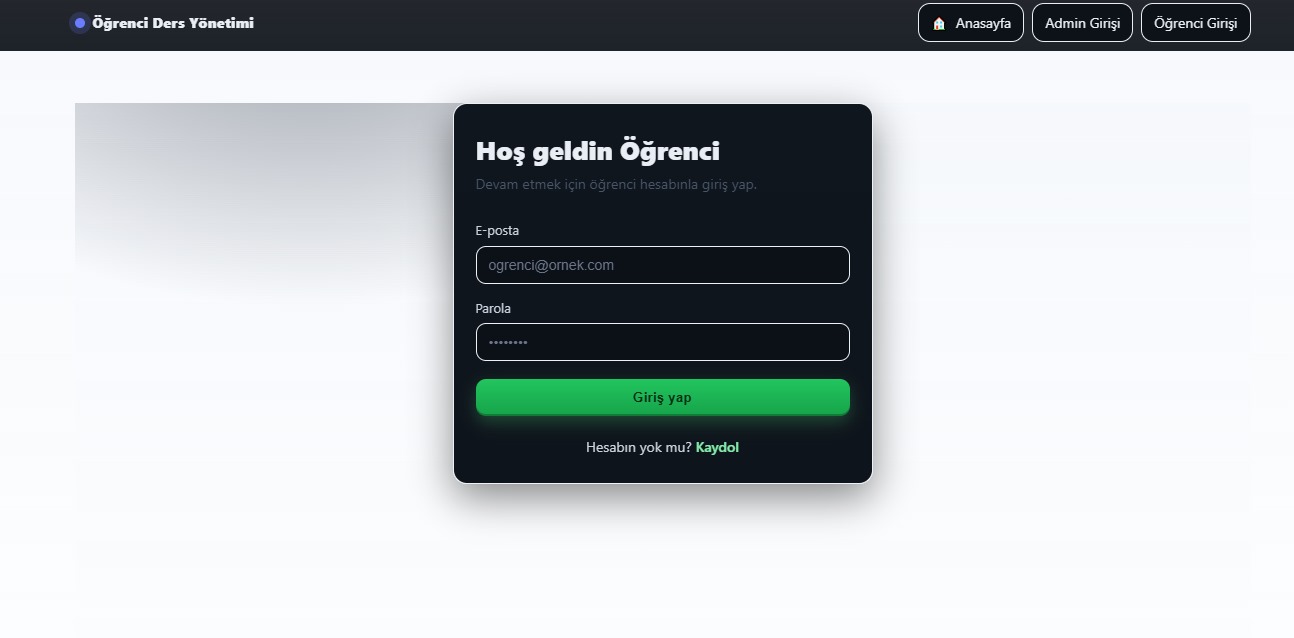 Öğrenci Ders Yönetimi
Anasayfa
Admin Girişi
Öğrenci Girişi
Hoş geldin Öğrenci
Devam etmek için öğrenci hesabınla giriş yap.
E-posta
ogrenci@ornek.com
Parola
••••••••
Giriş yap
Hesabın yok mu? Kaydol